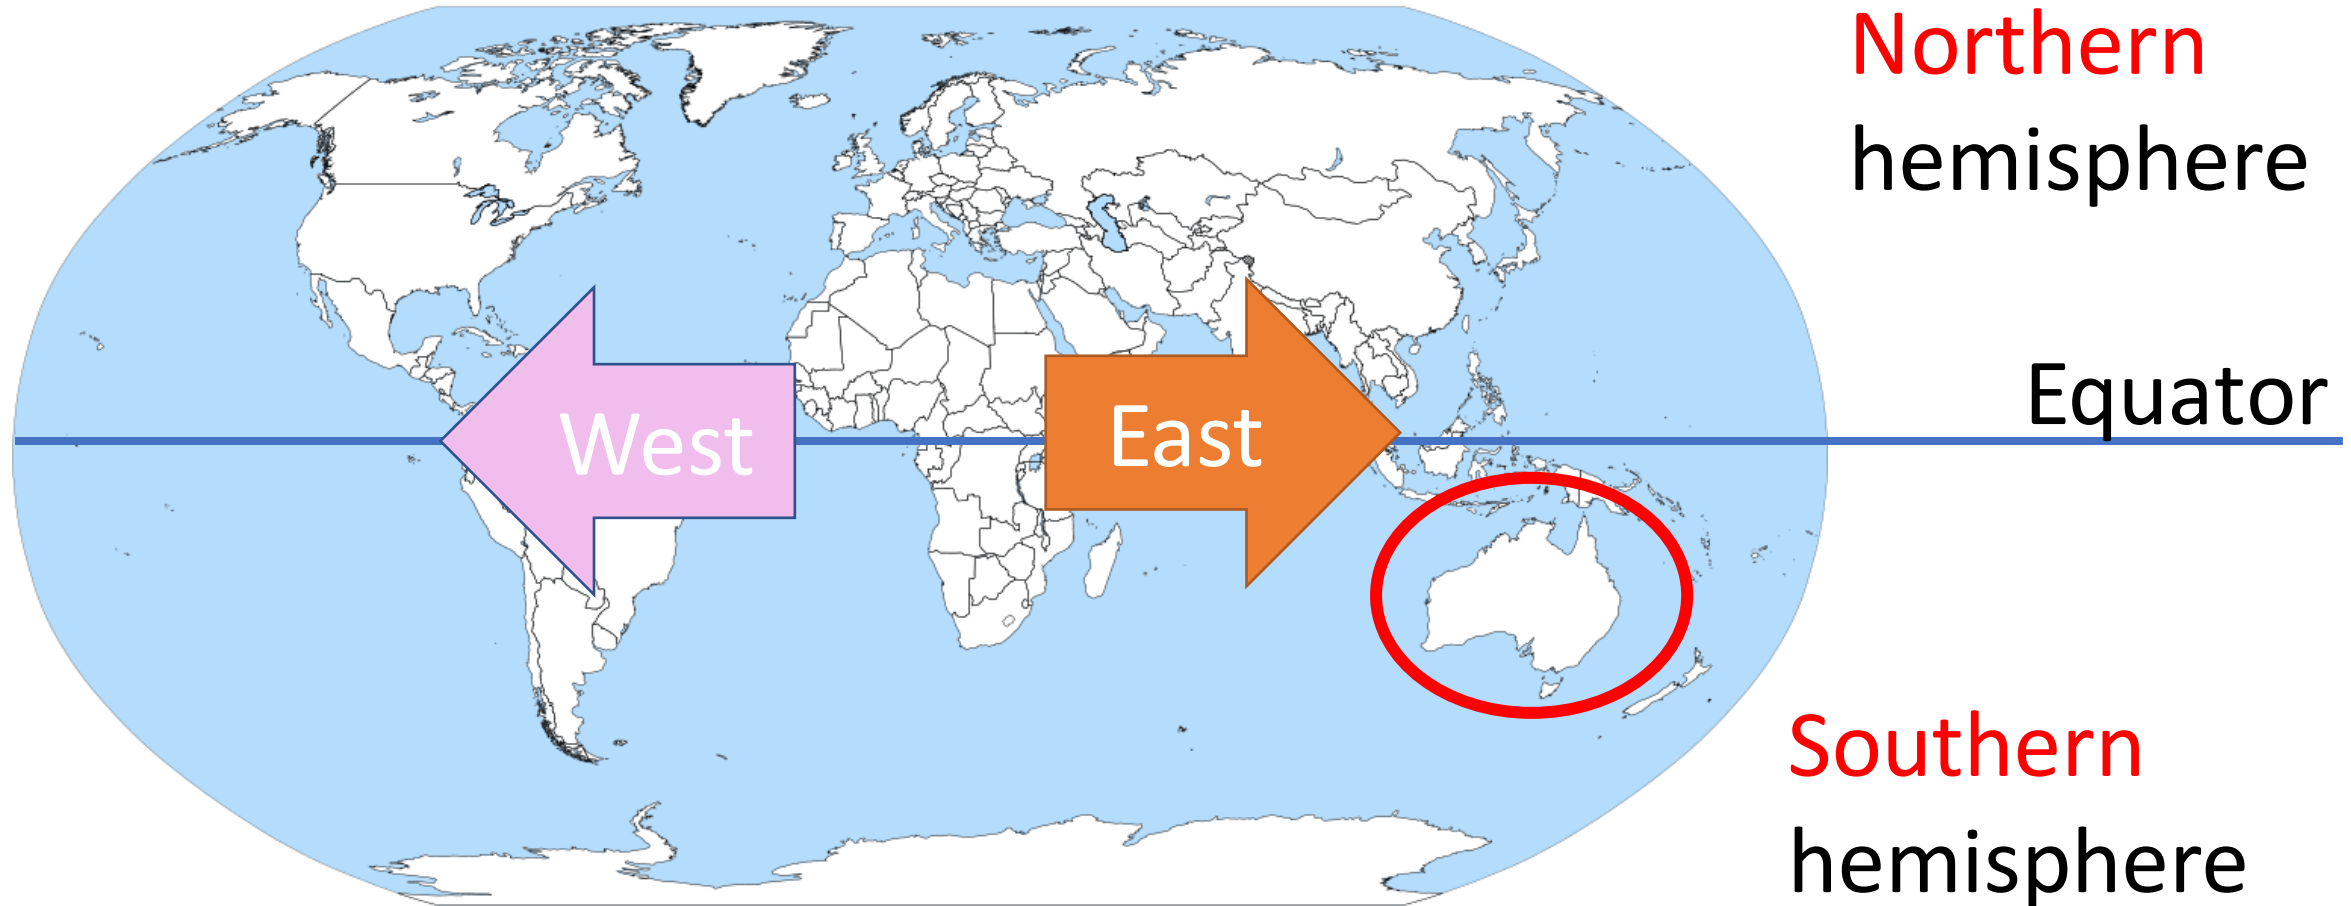 Northern
hemisphere
Equator
West
East
Southern
hemisphere